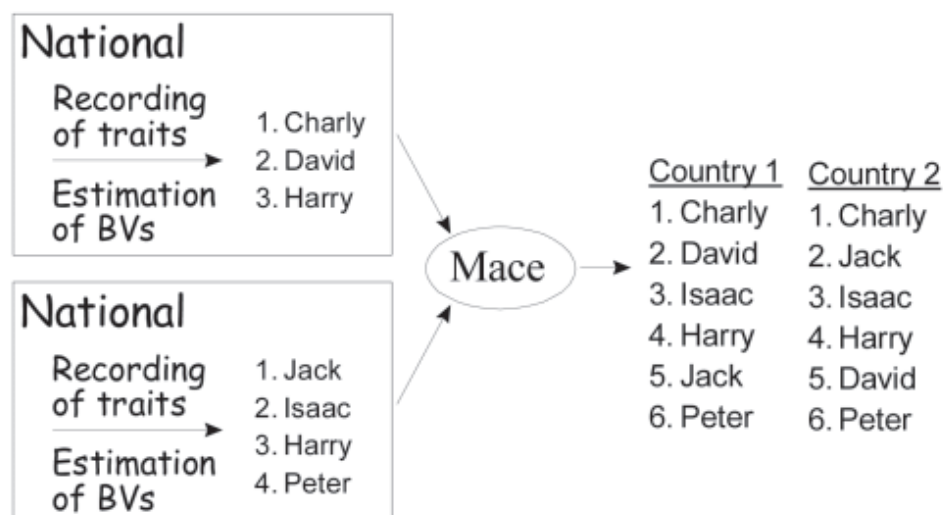 National
Recording
of traits
Estimation
of BVs
1. Charly
2. David
3. Harry
National
Recording
of traits
Estimation
of BVs
1. Jack
2. Isaac
3. Harry
4. Peter
Mace
Country 1
1. Charly
2. David
3. Isaac
4. Harry
5. Jack
6. Peter
Country 2
1. Charly
2. Jack
3. Isaac
4. Harry
5. David
6. Peter